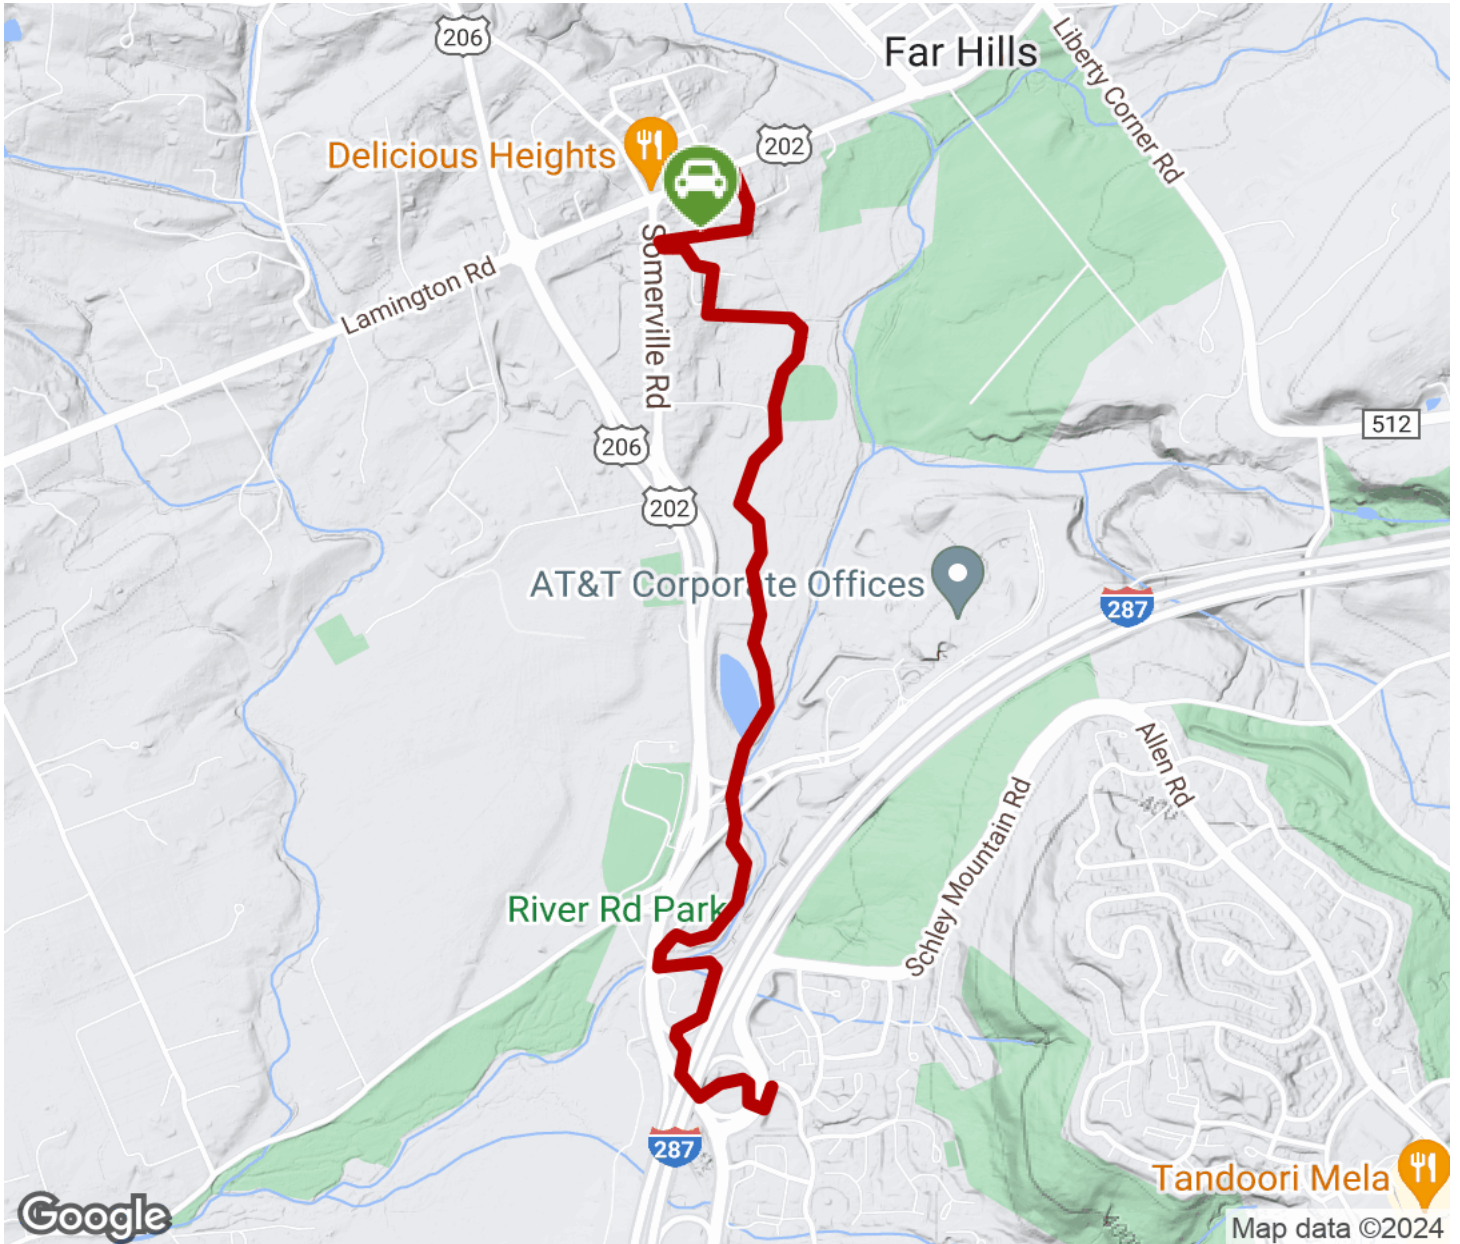 206
Far Hills
Liberty Corner Rd
202
Delicious Heights
Somerville Rd
Lamington Rd
512
206
202
AT&T Corporate Offices
287
Allen Rd
Schley Mountain Rd
River Rd Park
287
Tandoori Mela
Google
Map data ©2024